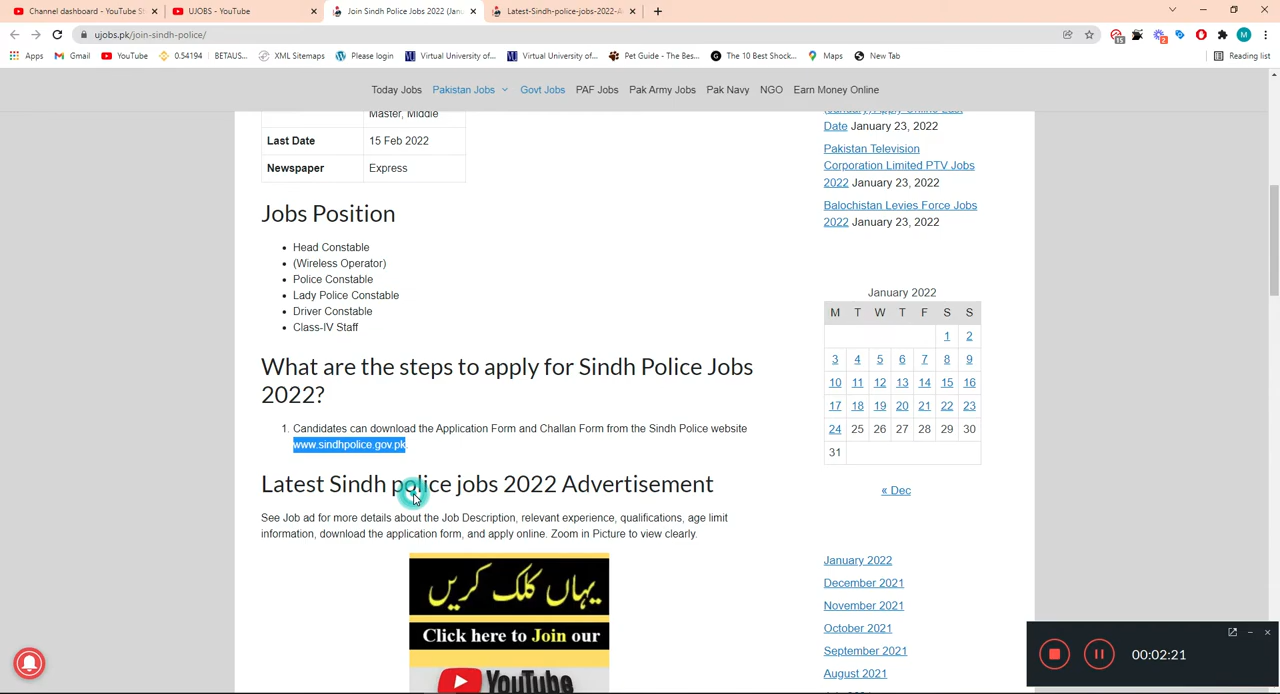 Channel dashboard - YouTube S
UJOBS - YouTube
Join Sindh Police Jobs 2022 (Janu
Latest-Sindh-police-jobs-2022-A
ujobs.pk/join-sindh-police/
Apps
Gmail
YouTube
0.54194 | BETAUS...
XML Sitemaps
Please login
Virtual University of...
Virtual University of...
Pet Guide - The Bes...
The 10 Best Shock...
Maps
New Tab
Reading list
Today Jobs
Pakistan Jobs
Govt Jobs
PAF Jobs
Pak Army Jobs
Pak Navy
NGO
Earn Money Online
Master, Middle
Last Date 15 Feb 2022
Newspaper Express
Jobs Position
Head Constable
(Wireless Operator)
Police Constable
Lady Police Constable
Driver Constable
Class-IV Staff
What are the steps to apply for Sindh Police Jobs
2022?
1. Candidates can download the Application Form and Challan Form from the Sindh Police website
www.sindhpolice.gov.pk.
Latest Sindh police jobs 2022 Advertisement
See Job ad for more details about the Job Description, relevant experience, qualifications, age limit
information, download the application form, and apply online. Zoom in Picture to view clearly.
یہاں کلک کریں
Click here to Join our
YouTube
(January) Apply Online Last
Date January 23, 2022
Pakistan Television
Corporation Limited PTV Jobs
2022 January 23, 2022
Balochistan Levies Force Jobs
2022 January 23, 2022
January 2022
M T W T F S S
1 2
3 4 5 6 7 8 9
10 11 12 13 14 15 16
17 18 19 20 21 22 23
24 25 26 27 28 29 30
31
« Dec
January 2022
December 2021
November 2021
October 2021
September 2021
August 2021
00:02:21